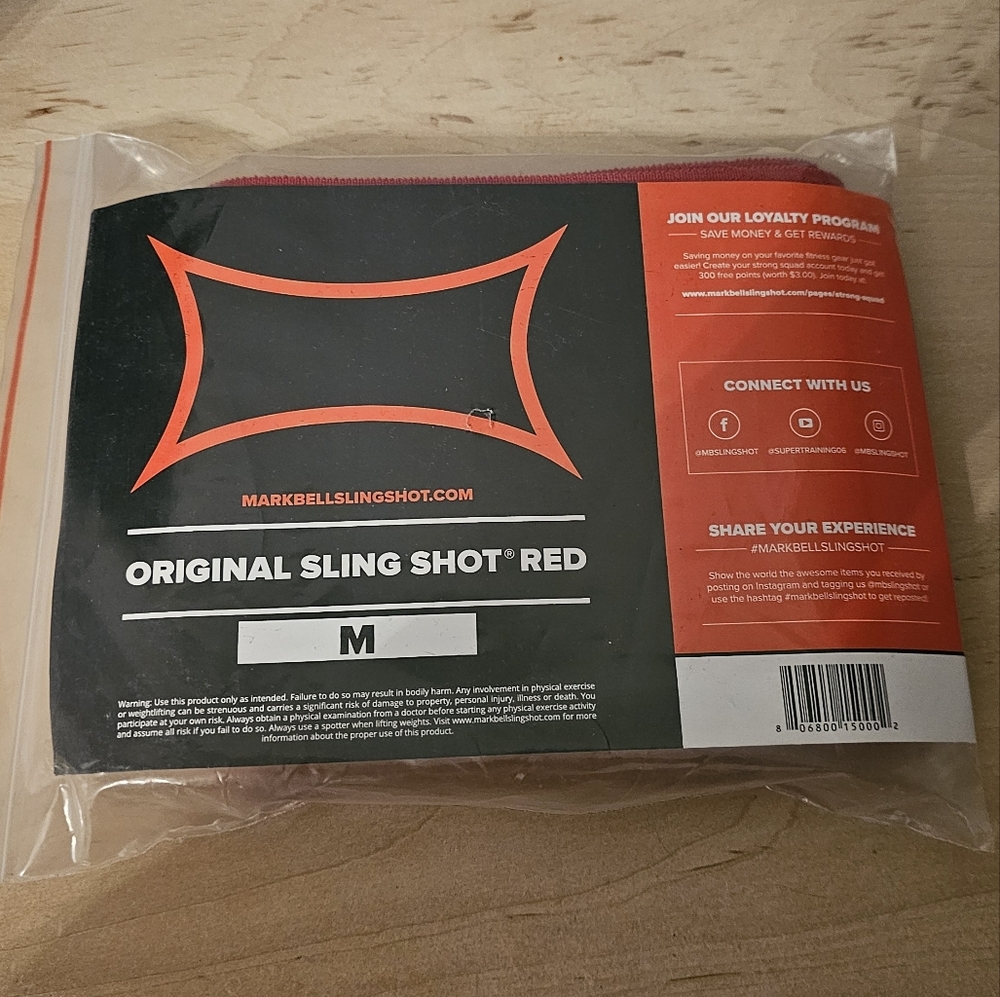 MARKBELLSLINGSHOT.COM
ORIGINAL SLING SHOT® RED
M
Warning: Use this product only as intended. Failure to do so may result in bodily harm. Any involvement in physical exercise
or weightlifting can be strenuous and carries a significant risk of damage to property, personal injury, illness or death. You
participate at your own risk, Always obtain a physical examination from a doctor before starting any physical exercise activity
and assume all risk if you fail to do so. Always use a spotter when lifting weights. Visit www.markbellslingshot.com for more
information about the proper use of this product.
JOIN OUR LOYALTY PROGRAM
SAVE MONEY & GET REWARDS
Saving money on your favorite fitness gear just got
easier! Create your strong squad account today and get
300 free points (worth $3.00). Join today at:
www.markbellslingshot.com/pages/strong-squad
CONNECT WITH US
@MBSLINGSHOT @SUPERTRAINING06 @MBSLINGSHOT
SHARE YOUR EXPERIENCE
#MARKBELLSLINGSHOT
Show the world the awesome items you received by
posting on Instagram and tagging us @mbslingshot or
use the hashtag #markbellslingshot to get reposted!
8 06800 15000 2